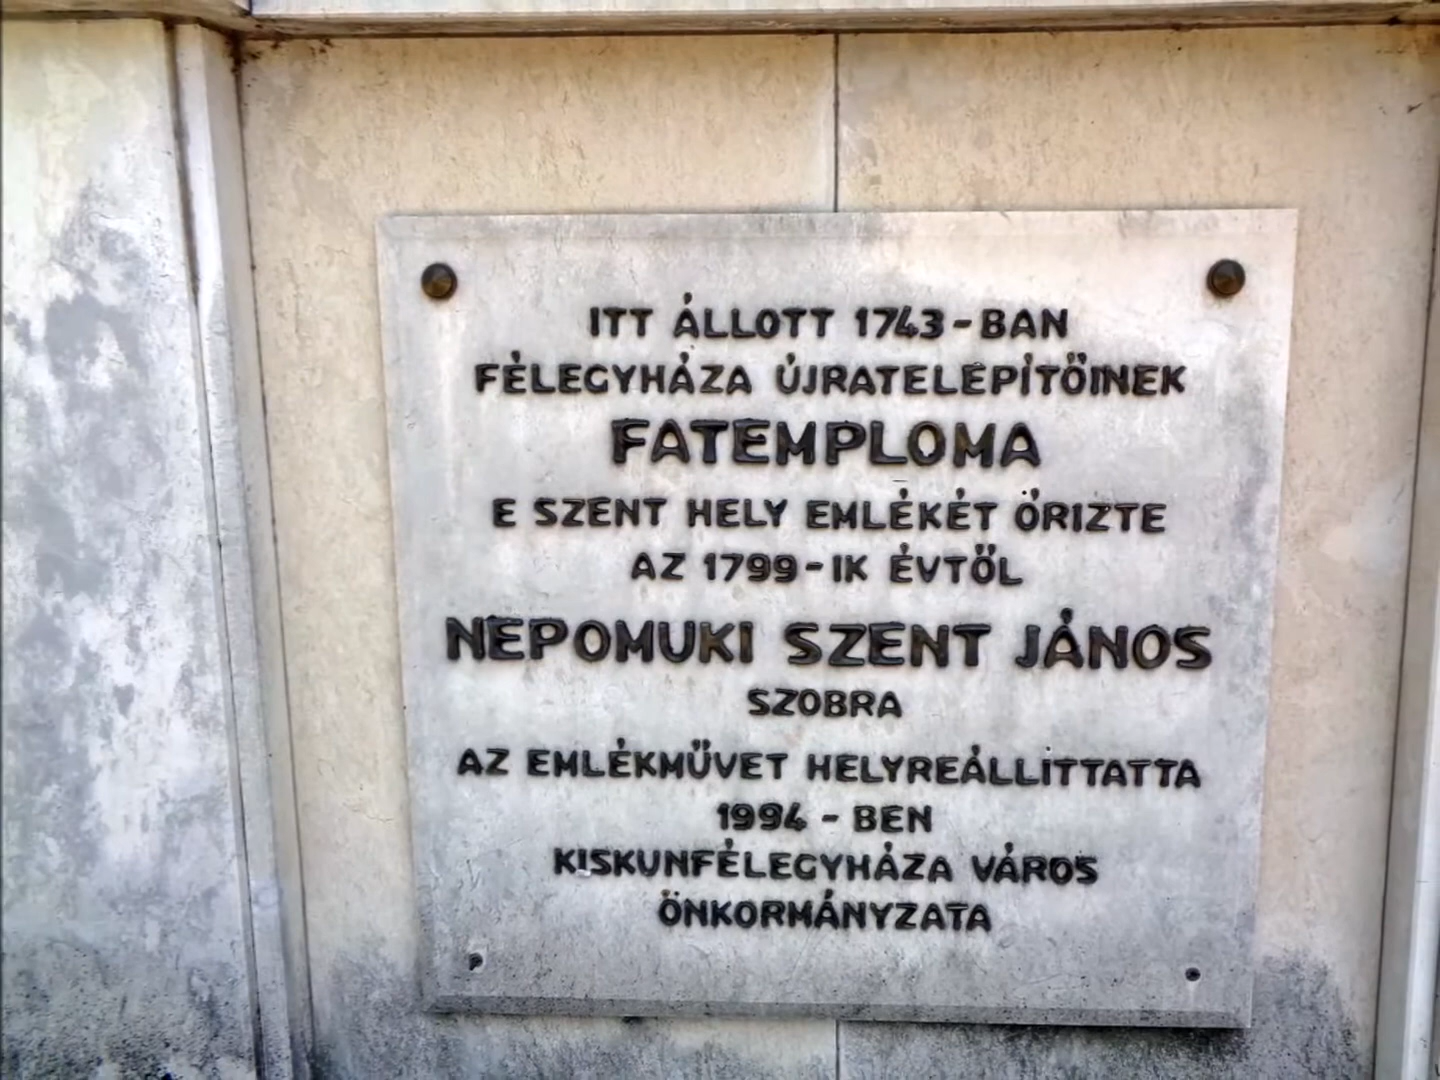 ITT ÁLLOTT 1743-BAN
FÉLEGYHÁZA ÚJRATELEPÍTŐINEK
FATEMPLOMA
E SZENT HELY EMLÉKÉT ŐRIZTE
AZ 1799-IK ÉVTŐL
NEPOMUKI SZENT JÁNOS
SZOBRA
AZ EMLÉKMŰVET HELYREÁLLÍTTATTA
1994 - BEN
KISKUNFÉLEGYHÁZA VÁROS
ÖNKORMÁNYZATA